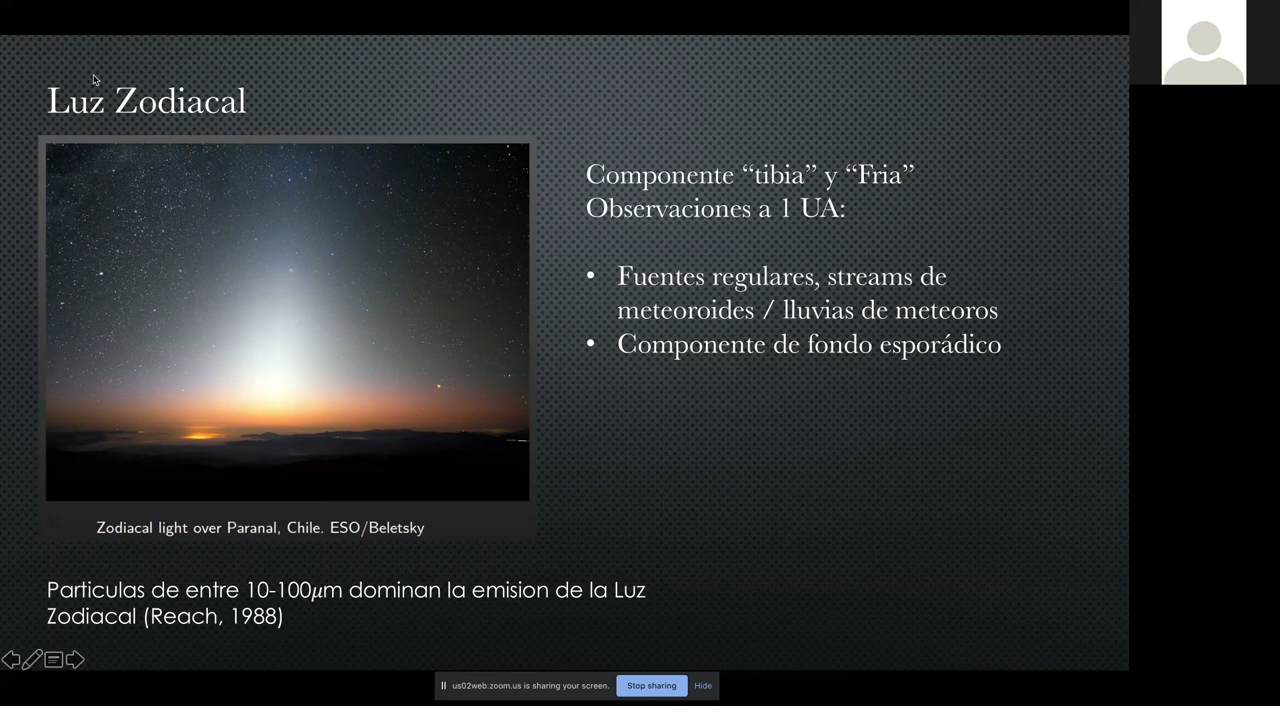 Luz Zodiacal
Componente “tibia” y “Fria”
Observaciones a 1 UA:
• Fuentes regulares, streams de
meteoroides / lluvias de meteoros
• Componente de fondo esporádico
Zodiacal light over Paranal, Chile. ESO/Beletsky
Particulas de entre 10-100μm dominan la emision de la Luz
Zodiacal (Reach, 1988)
us02web.zoom.us is sharing your screen.
Stop sharing
Hide